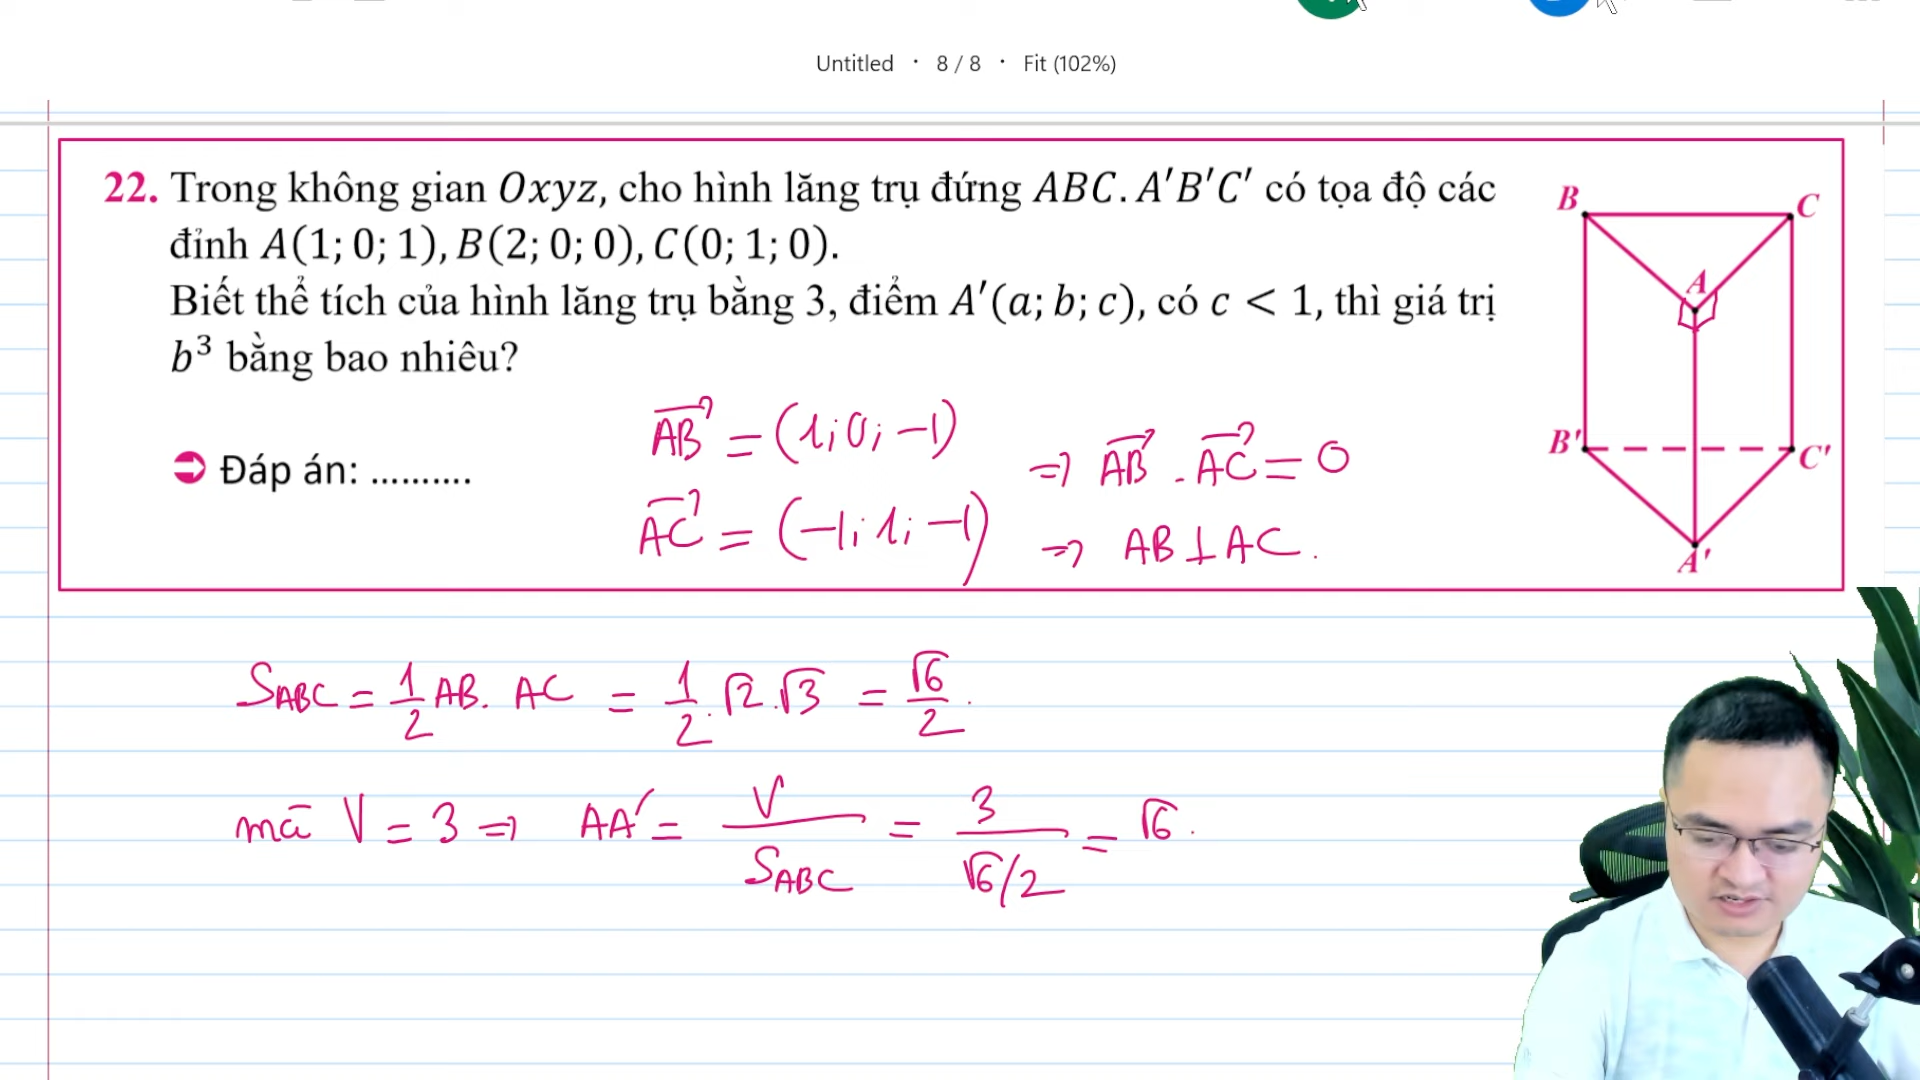 Untitled · 8 / 8 · Fit (102%)
22. Trong không gian Oxyz, cho hình lăng trụ đứng ABC.A'B'C' có tọa độ các
đỉnh A(1; 0; 1), B(2; 0; 0), C(0; 1; 0).
Biết thể tích của hình lăng trụ bằng 3, điểm A'(a; b; c), có c < 1, thì giá trị
b³ bằng bao nhiêu?
Đáp án: ..........
B
C
A
B'
C'
A'
AB→ = (1; 0; -1)
⇒ AB→ . AC→ = 0
AC→ = (-1; 1; -1)
⇒ AB ⊥ AC.
S_ABC = 1/2 AB. AC = 1/2 . √2 . √3 = √6/2.
mà V = 3 ⇒ AA' = V/S_ABC = 3/(√6/2) = √6.